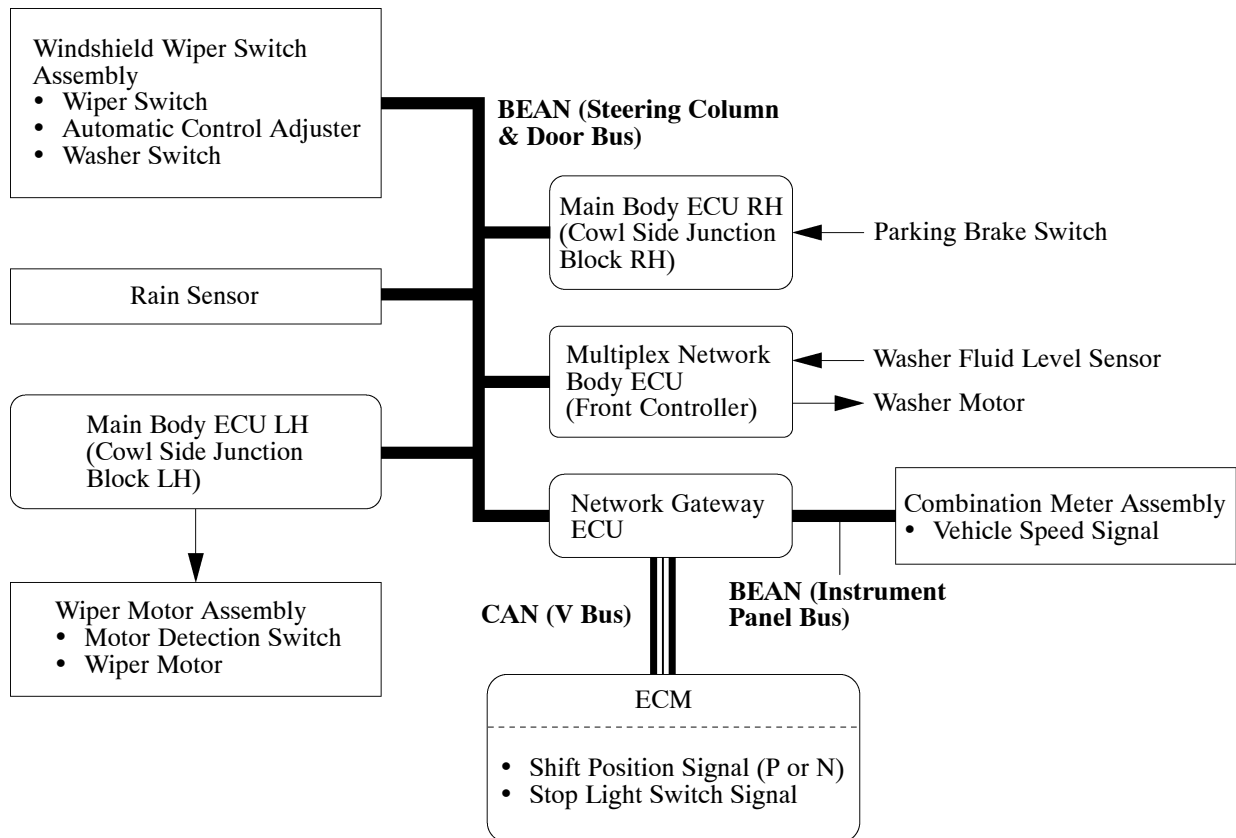 Windshield Wiper Switch
Assembly
• Wiper Switch
• Automatic Control Adjuster
• Washer Switch
BEAN (Steering Column
& Door Bus)
Main Body ECU RH
(Cowl Side Junction
Block RH)
Parking Brake Switch
Rain Sensor
Multiplex Network
Body ECU
(Front Controller)
Washer Fluid Level Sensor
Washer Motor
Main Body ECU LH
(Cowl Side Junction
Block LH)
Network Gateway
ECU
Combination Meter Assembly
• Vehicle Speed Signal
BEAN (Instrument
Panel Bus)
CAN (V Bus)
Wiper Motor Assembly
• Motor Detection Switch
• Wiper Motor
ECM
• Shift Position Signal (P or N)
• Stop Light Switch Signal